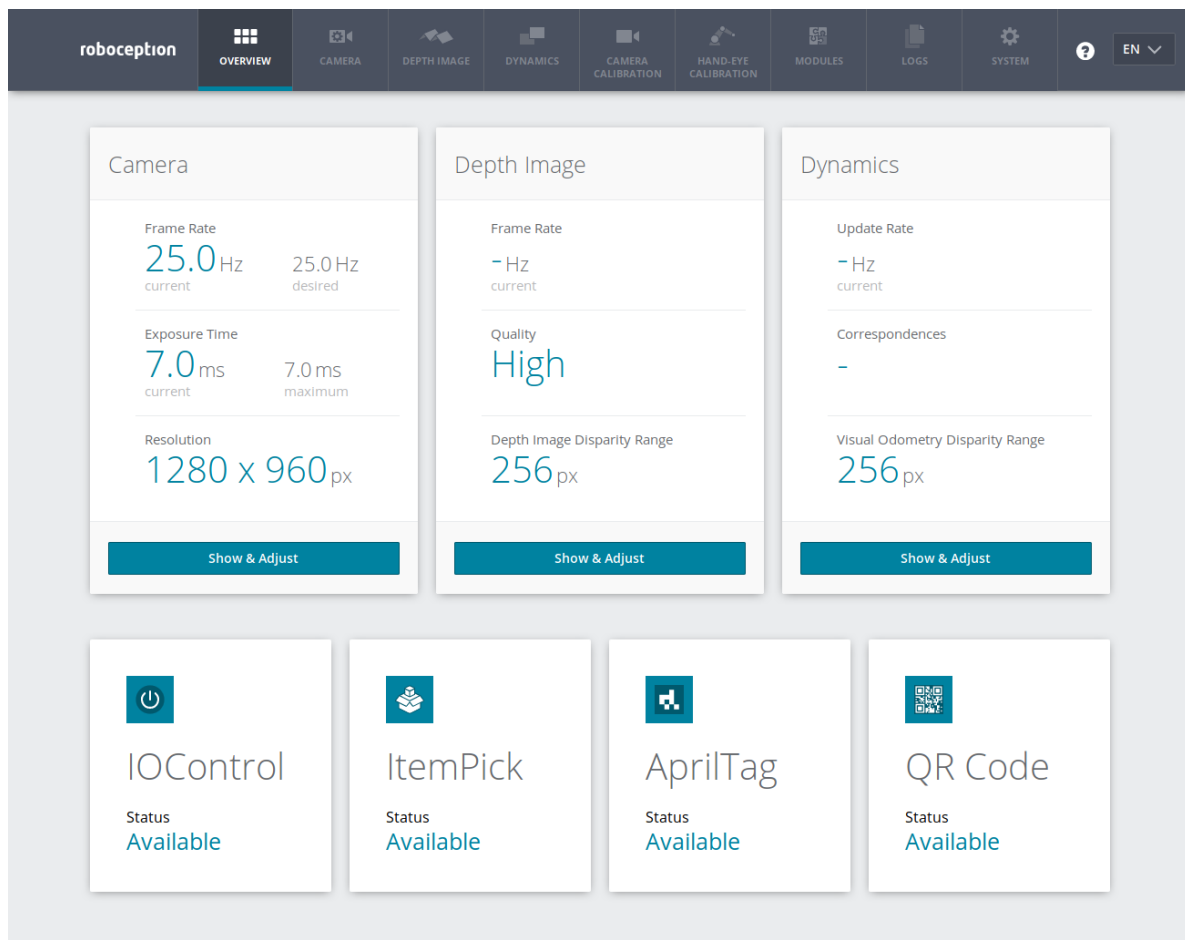 roboception
OVERVIEW
CAMERA
DEPTH IMAGE
DYNAMICS
CAMERA
CALIBRATION
HAND-EYE
CALIBRATION
MODULES
LOGS
SYSTEM
?
EN
Camera
Frame Rate
25.0 Hz 25.0 Hz
current desired
Exposure Time
7.0 ms 7.0 ms
current maximum
Resolution
1280 x 960 px
Show & Adjust
Depth Image
Frame Rate
- Hz
current
Quality
High
Depth Image Disparity Range
256 px
Show & Adjust
Dynamics
Update Rate
- Hz
current
Correspondences
-
Visual Odometry Disparity Range
256 px
Show & Adjust
IOControl
Status
Available
ItemPick
Status
Available
AprilTag
Status
Available
QR Code
Status
Available